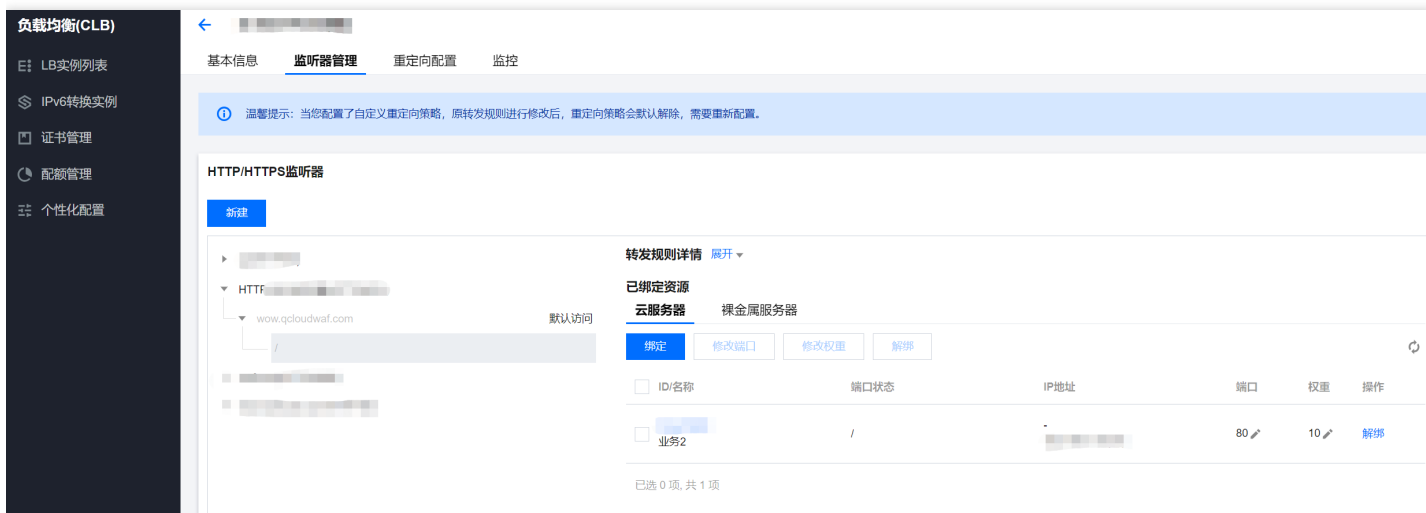 负载均衡(CLB)
LB实例列表
IPv6转换实例
证书管理
配额管理
个性化配置
基本信息 监听器管理 重定向配置 监控
温馨提示：当您配置了自定义重定向策略，原转发规则进行修改后，重定向策略会默认解除，需要重新配置。
HTTP/HTTPS监听器
新建
HTTP
wow.qcloudwaf.com 默认访问
/
转发规则详情 展开
已绑定资源
云服务器 裸金属服务器
绑定 修改端口 修改权重 解绑
ID/名称 端口状态 IP地址 端口 权重 操作
-
业务2 / 80 10 解绑
已选 0 项, 共 1 项